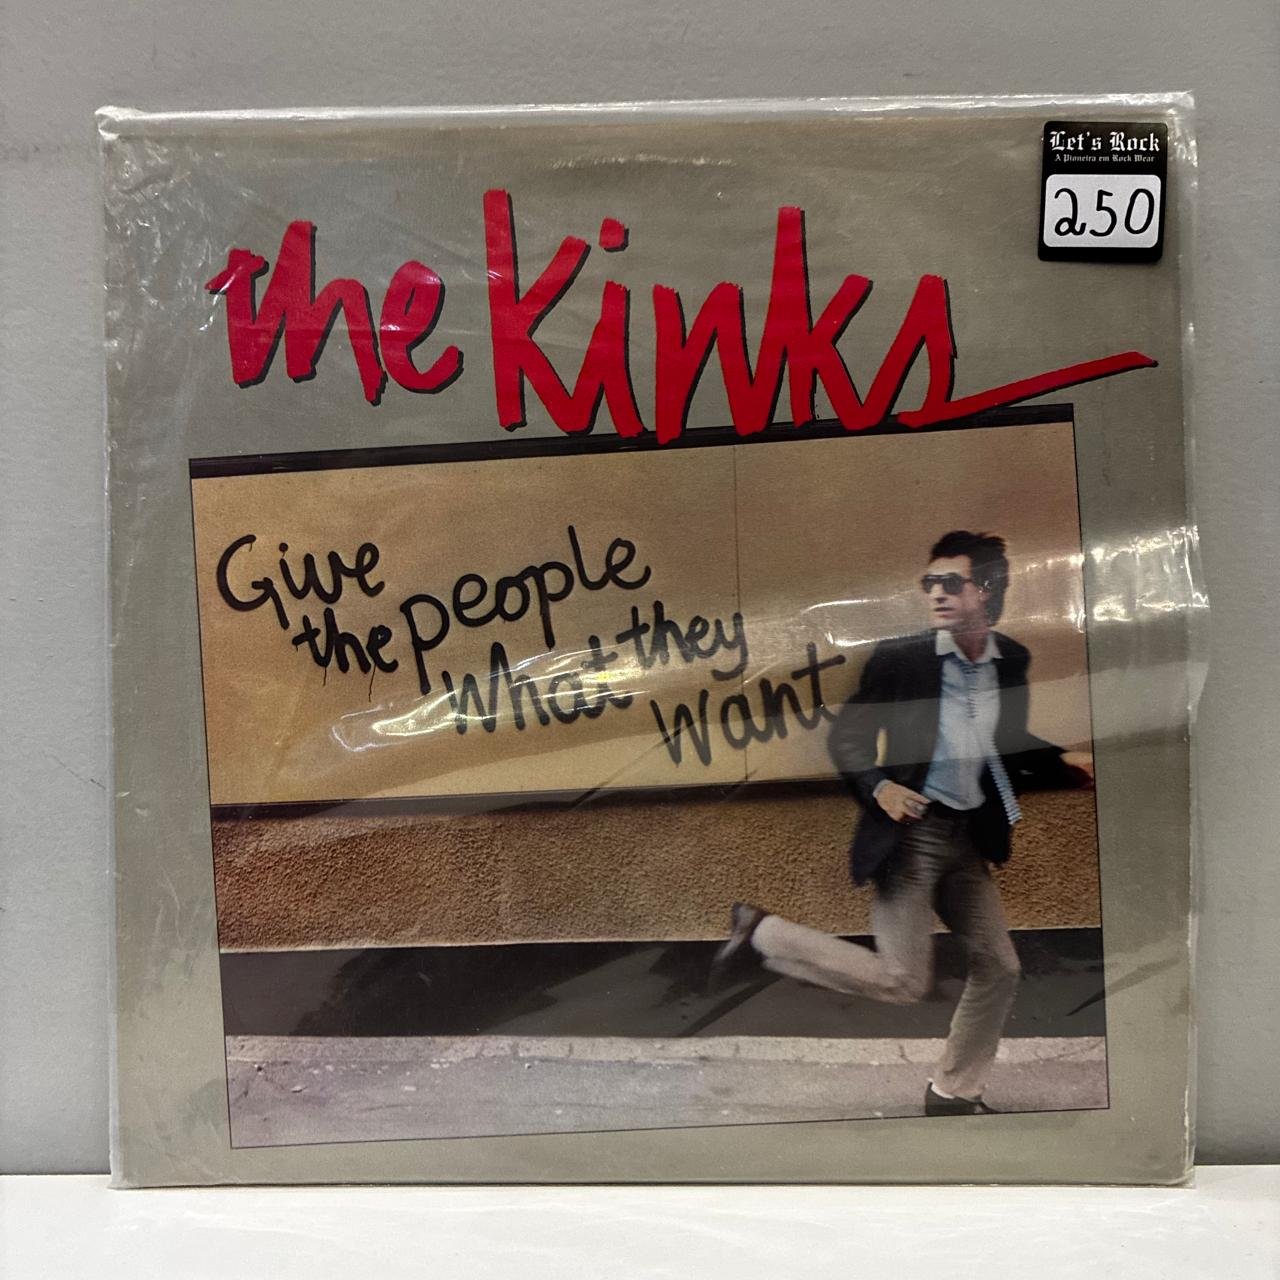 Let's Rock
A Pioneira em Rock Wear
250
the kinks
Give
the people
what they
want